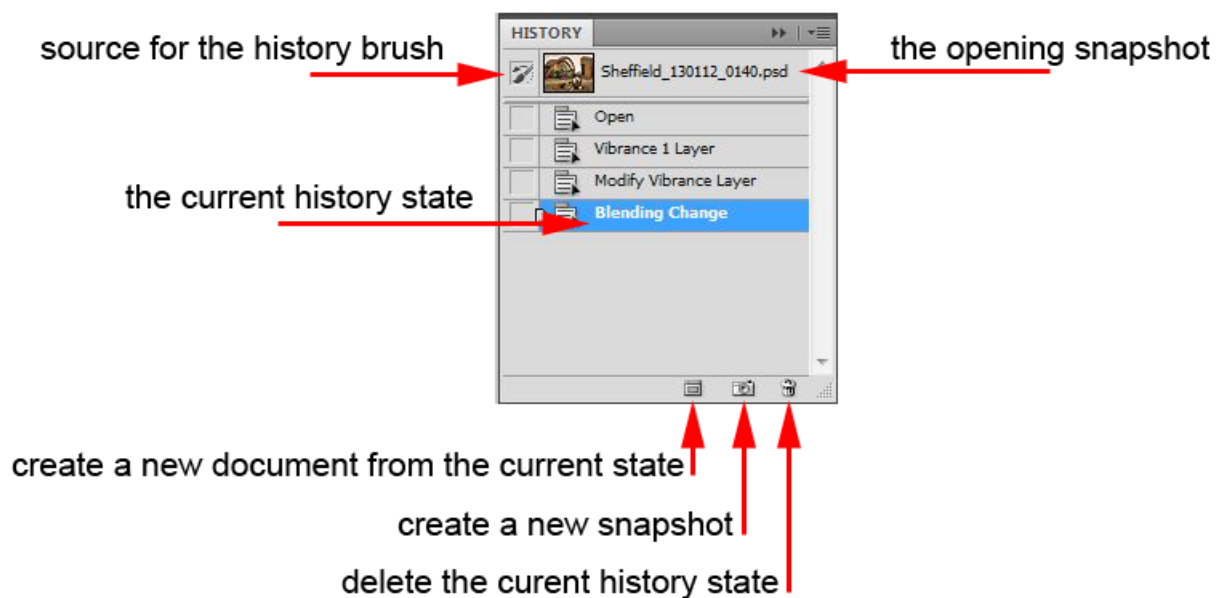 HISTORY
source for the history brush
the opening snapshot
Sheffield_130112_0140.psd
Open
Vibrance 1 Layer
Modify Vibrance Layer
the current history state
Blending Change
create a new document from the current state
create a new snapshot
delete the curent history state